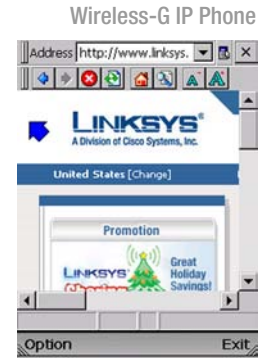 Wireless-G IP Phone
Address http://www.linksys.
A A
LINKSYS®
A Division of Cisco Systems, Inc.
United States [Change]
Promotion
LINKSYS
Great
Holiday
Savings!
Option Exit